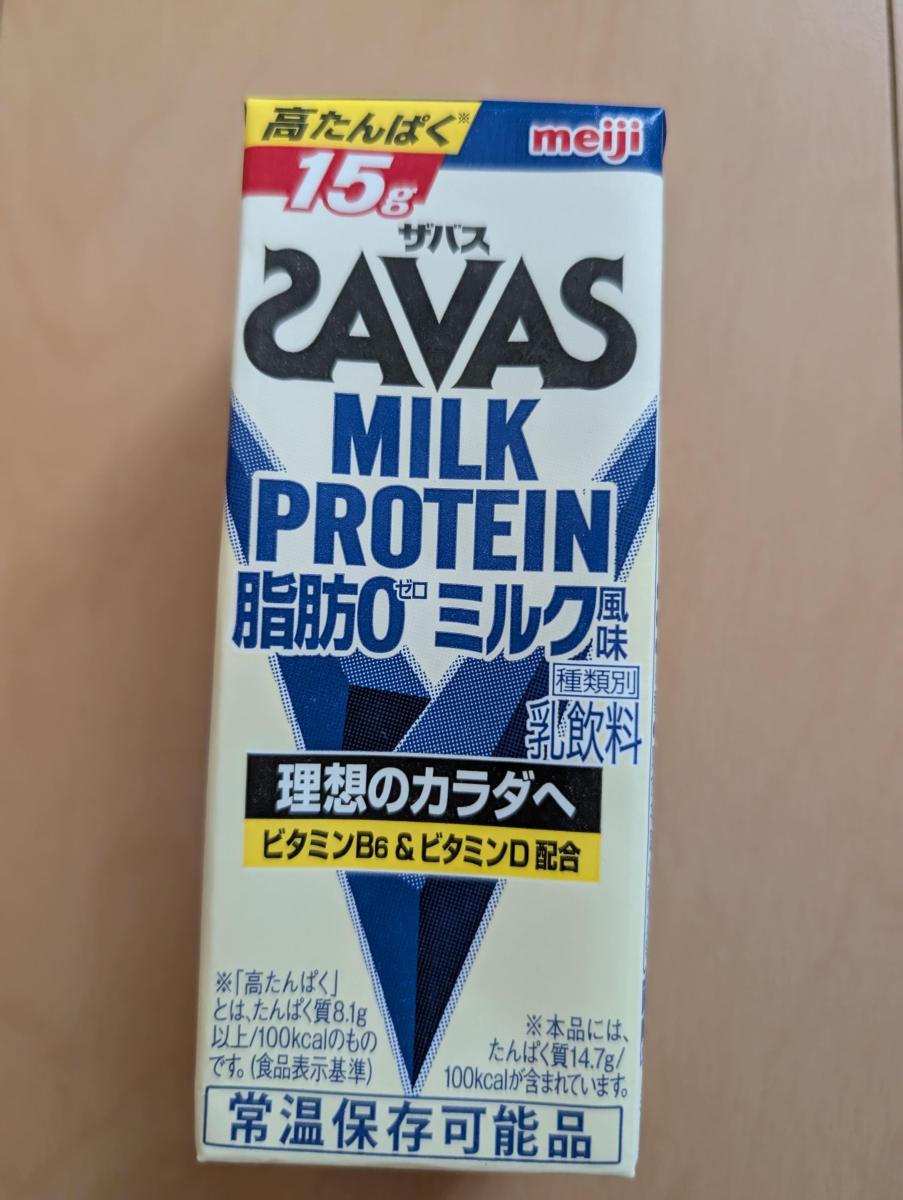 高たんぱく※
meiji
15g
ザバス
SAVAS
MILK
PROTEIN
脂肪0ゼロ ミルク風味
種類別
乳飲料
理想のカラダへ
ビタミンB6 & ビタミンD 配合
※「高たんぱく」
とは、たんぱく質8.1g
以上/100kcalのもの
です。(食品表示基準)
※本品には、
たんぱく質14.7g/
100kcalが含まれています。
常温保存可能品